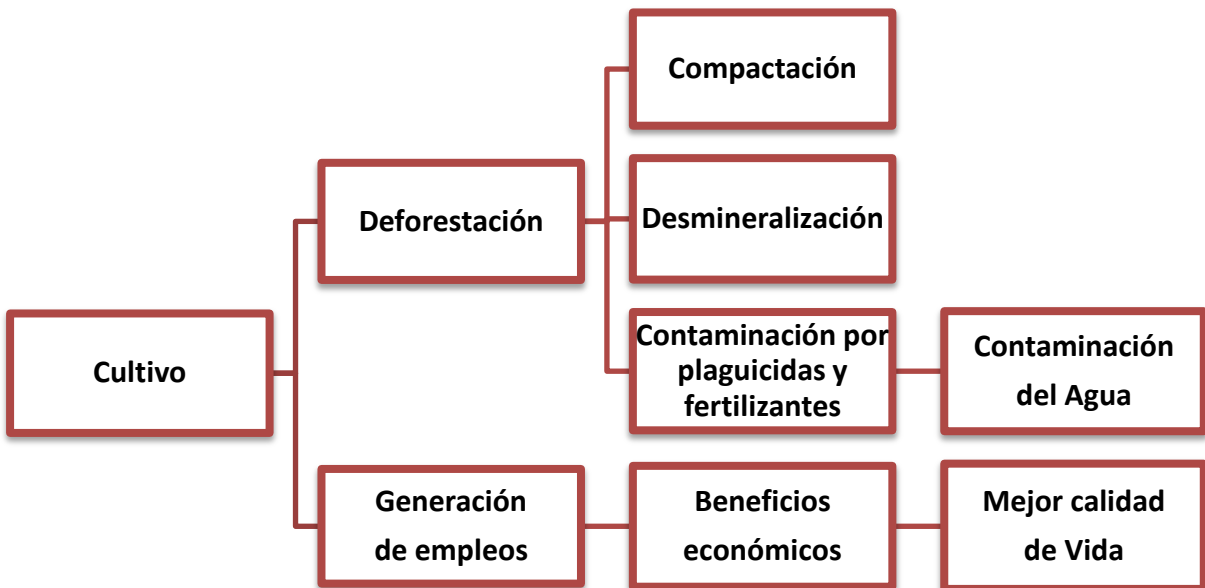 Compactación
Deforestación
Desmineralización
Cultivo
Contaminación por
plaguicidas y
fertilizantes
Contaminación
del Agua
Generación
de empleos
Beneficios
económicos
Mejor calidad
de Vida